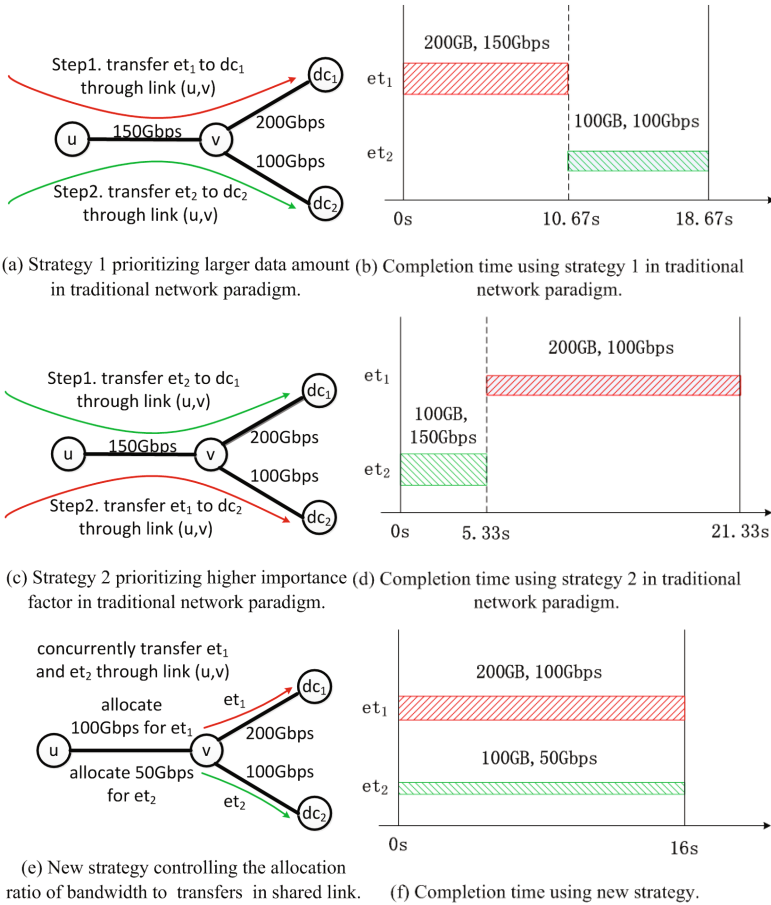 Step1. transfer et1 to dc1
through link (u,v)
dc1
150Gbps
200Gbps
u
v
100Gbps
Step2. transfer et2 to dc2
through link (u,v)
dc2
200GB, 150Gbps
et1
100GB, 100Gbps
et2
0s
10.67s
18.67s
(a) Strategy 1 prioritizing larger data amount
in traditional network paradigm.
(b) Completion time using strategy 1 in traditional
network paradigm.
Step1. transfer et2 to dc1
through link (u,v)
dc1
150Gbps
200Gbps
u
v
100Gbps
Step2. transfer et1 to dc2
through link (u,v)
dc2
200GB, 100Gbps
et1
100GB,
150Gbps
et2
0s
5.33s
21.33s
(c) Strategy 2 prioritizing higher importance
factor in traditional network paradigm.
(d) Completion time using strategy 2 in traditional
network paradigm.
concurrently transfer et1
and et2 through link (u,v)
dc1
et1
allocate
100Gbps for et1
200Gbps
u
v
allocate 50Gbps
for et2
100Gbps
et2
dc2
200GB, 100Gbps
et1
100GB, 50Gbps
et2
0s
16s
(e) New strategy controlling the allocation
ratio of bandwidth to transfers in shared link.
(f) Completion time using new strategy.